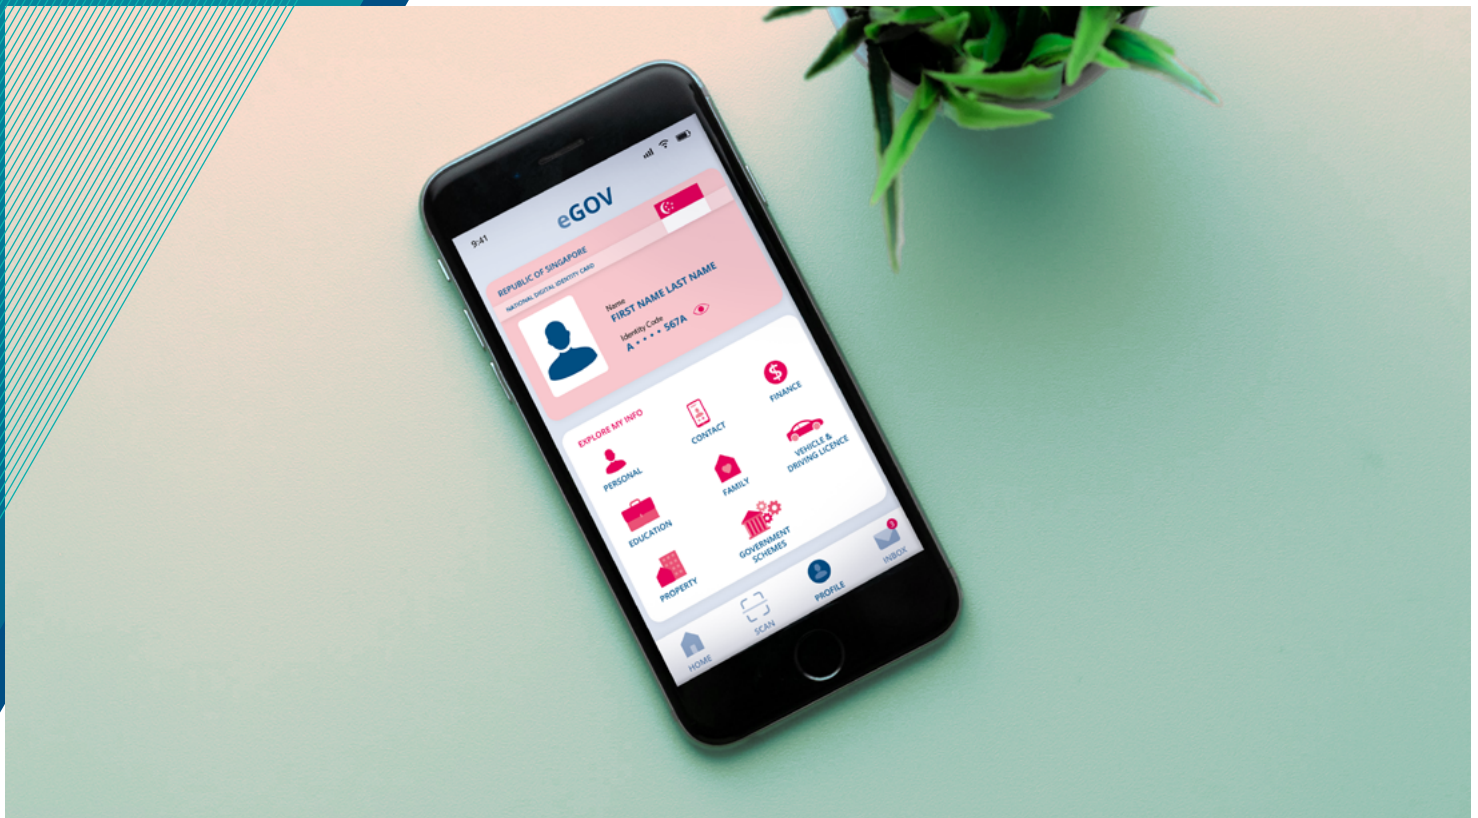 9:41
eGOV
REPUBLIC OF SINGAPORE
NATIONAL DIGITAL IDENTITY CARD
Name
FIRST NAME LAST NAME
Identity Code
A • • • • 567A
EXPLORE MY INFO
PERSONAL
CONTACT
FINANCE
EDUCATION
FAMILY
VEHICLE &
DRIVING LICENCE
PROPERTY
GOVERNMENT
SCHEMES
HOME
SCAN
PROFILE
INBOX